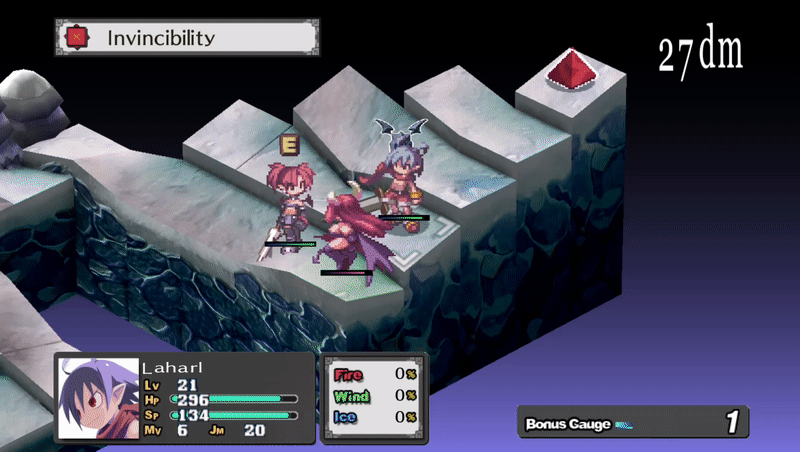 Invincibility
27dm
E
Laharl
Lv 21
Hp 296
Sp 134
Mv 6 Jm 20
Fire 0%
Wind 0%
Ice 0%
Bonus Gauge 1